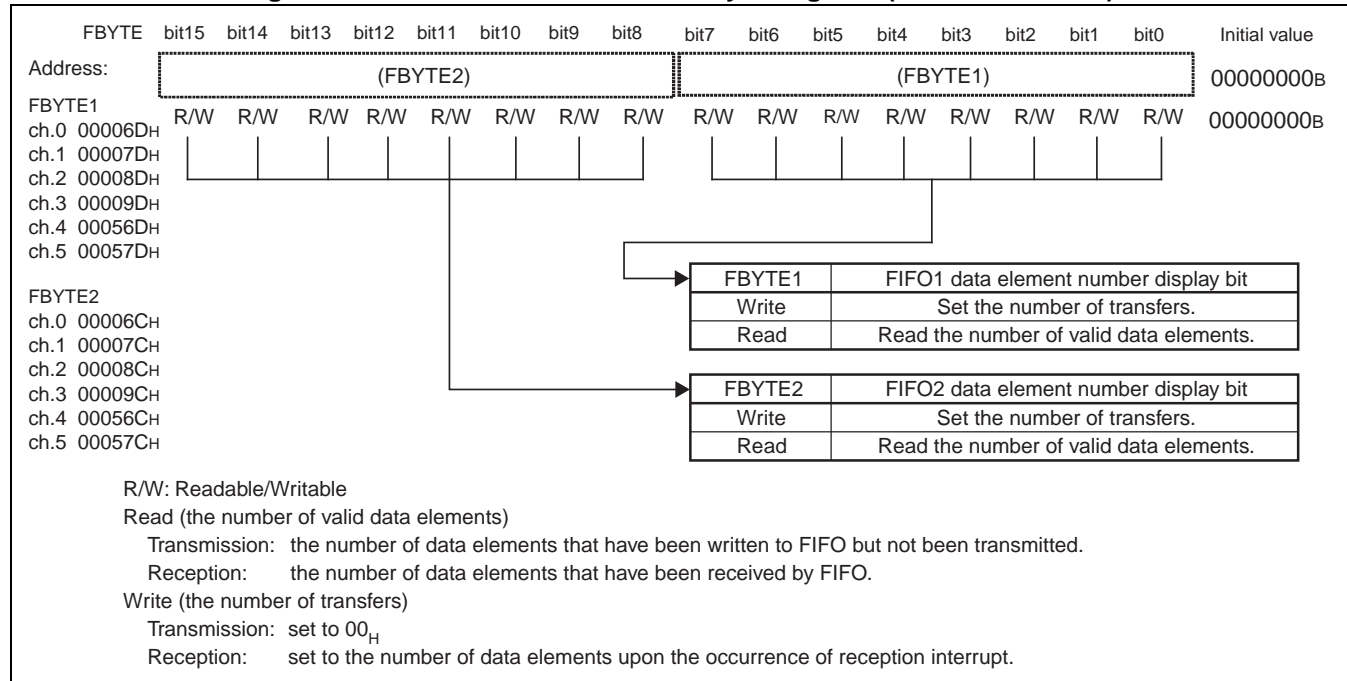 FBYTE bit15 bit14 bit13 bit12 bit11 bit10 bit9 bit8 bit7 bit6 bit5 bit4 bit3 bit2 bit1 bit0 Initial value
Address: (FBYTE2) (FBYTE1) 00000000B
FBYTE1 R/W R/W R/W R/W R/W R/W R/W R/W R/W R/W R/W R/W R/W R/W R/W R/W 00000000B
ch.0 00006DH
ch.1 00007DH
ch.2 00008DH
ch.3 00009DH
ch.4 00056DH
ch.5 00057DH
FBYTE1 FIFO1 data element number display bit
Write Set the number of transfers.
Read Read the number of valid data elements.
FBYTE2
ch.0 00006CH
ch.1 00007CH
ch.2 00008CH
ch.3 00009CH
ch.4 00056CH
ch.5 00057CH
FBYTE2 FIFO2 data element number display bit
Write Set the number of transfers.
Read Read the number of valid data elements.
R/W: Readable/Writable
Read (the number of valid data elements)
Transmission: the number of data elements that have been written to FIFO but not been transmitted.
Reception: the number of data elements that have been received by FIFO.
Write (the number of transfers)
Transmission: set to 00H
Reception: set to the number of data elements upon the occurrence of reception interrupt.